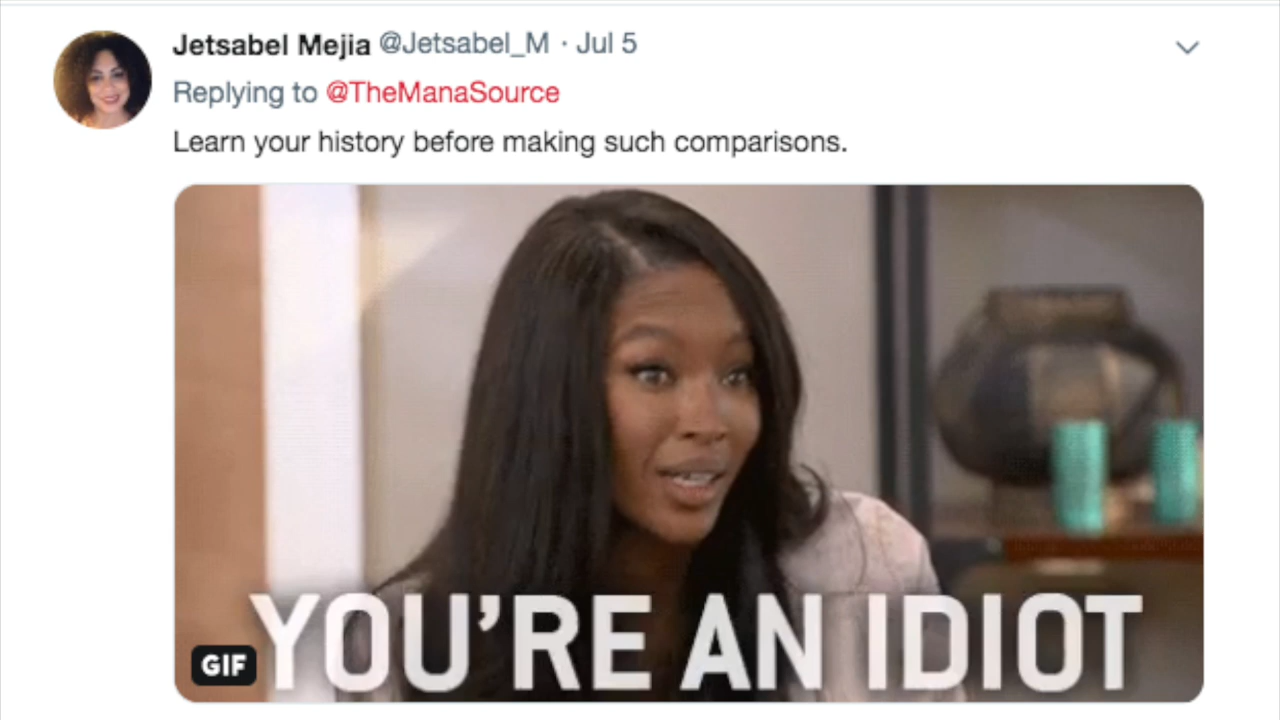 Jetsabel Mejia @Jetsabel_M · Jul 5
Replying to @TheManaSource
Learn your history before making such comparisons.
YOU'RE AN IDIOT
GIF